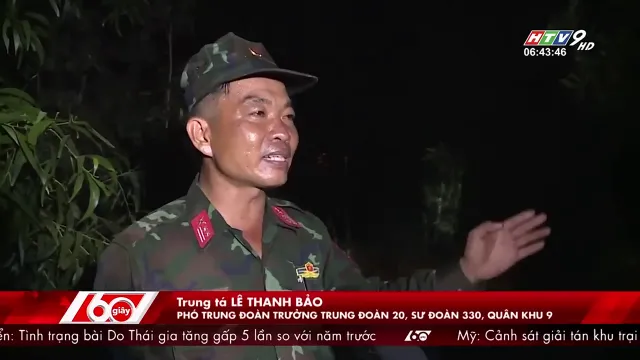 HTV9 HD
06:43:46
60 giây
Trung tá LÊ THANH BẢO
PHÓ TRUNG ĐOÀN TRƯỞNG TRUNG ĐOÀN 20, SƯ ĐOÀN 330, QUÂN KHU 9
ển: Tình trạng bài Do Thái gia tăng gấp 5 lần so với năm trước 60 giây Mỹ: Cảnh sát giải tán khu trại